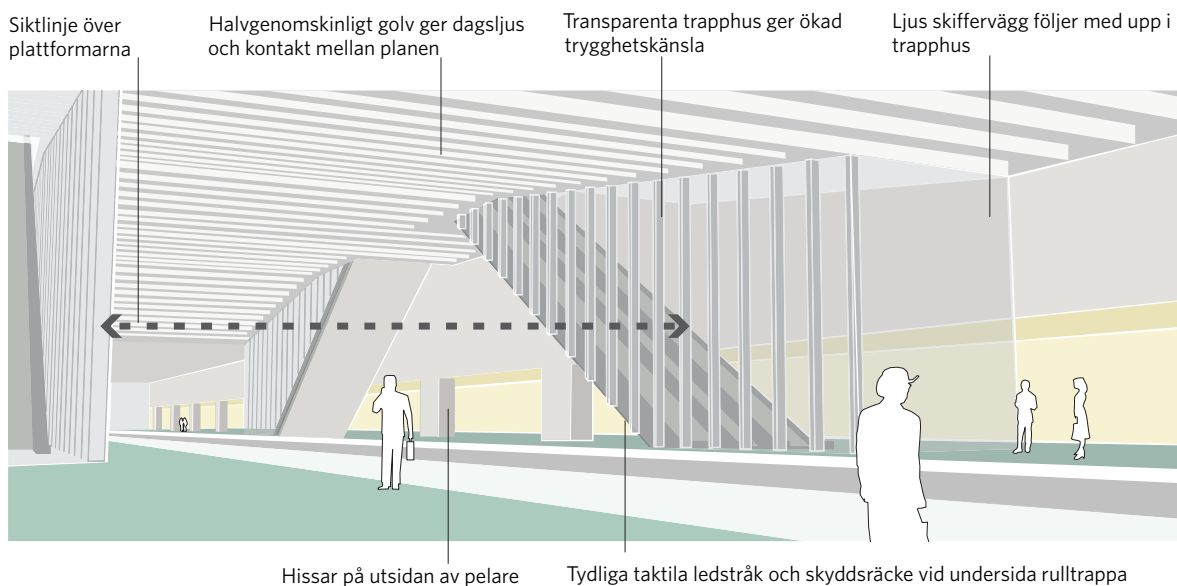 Siktlinje över
plattformarna
Halvgenomskinligt golv ger dagsljus
och kontakt mellan planen
Transparenta trapphus ger ökad
trygghetskänsla
Ljus skiffervägg följer med upp i
trapphus
Hissar på utsidan av pelare
Tydliga taktila ledstråk och skyddsräcke vid undersida rulltrappa